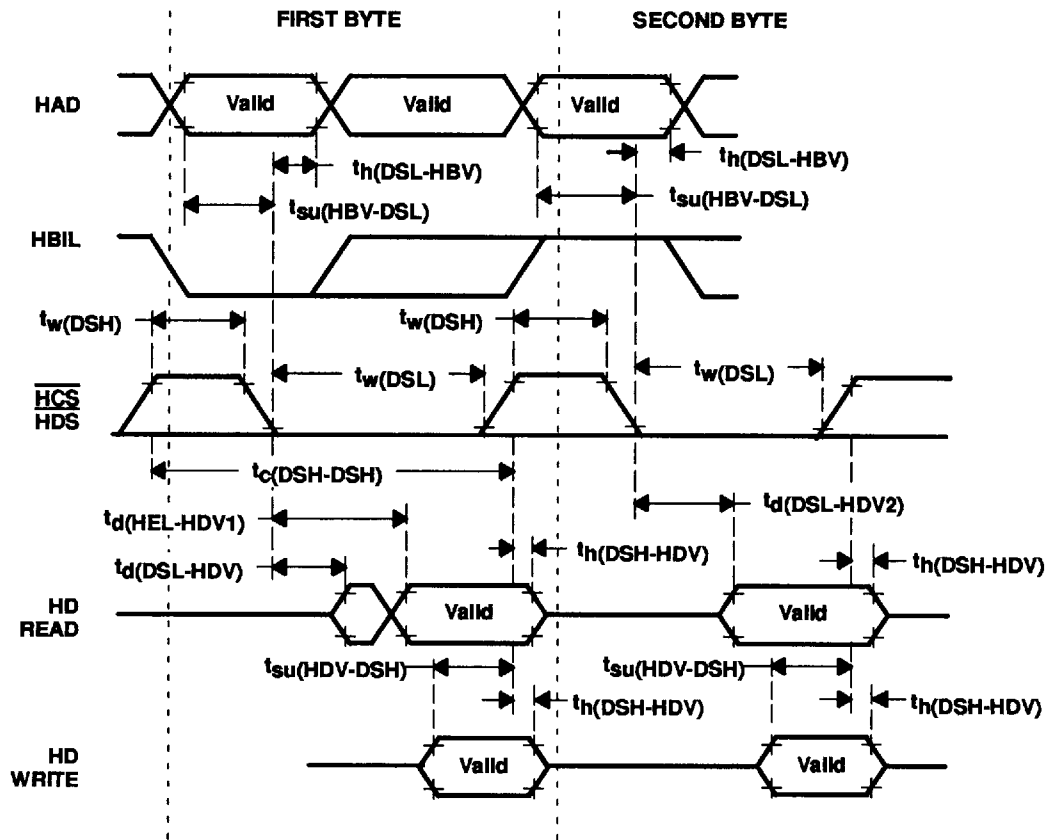 FIRST BYTE SECOND BYTE
HAD Valid Valid Valid
th(DSL-HBV) th(DSL-HBV)
tsu(HBV-DSL) tsu(HBV-DSL)
HBIL
tw(DSH) tw(DSH)
tw(DSL) tw(DSL)
HCS
HDS
tc(DSH-DSH)
td(HEL-HDV1) td(DSL-HDV2)
td(DSL-HDV) th(DSH-HDV) th(DSH-HDV)
HD
READ Valid Valid
tsu(HDV-DSH) tsu(HDV-DSH)
th(DSH-HDV) th(DSH-HDV)
HD
WRITE Valid Valid